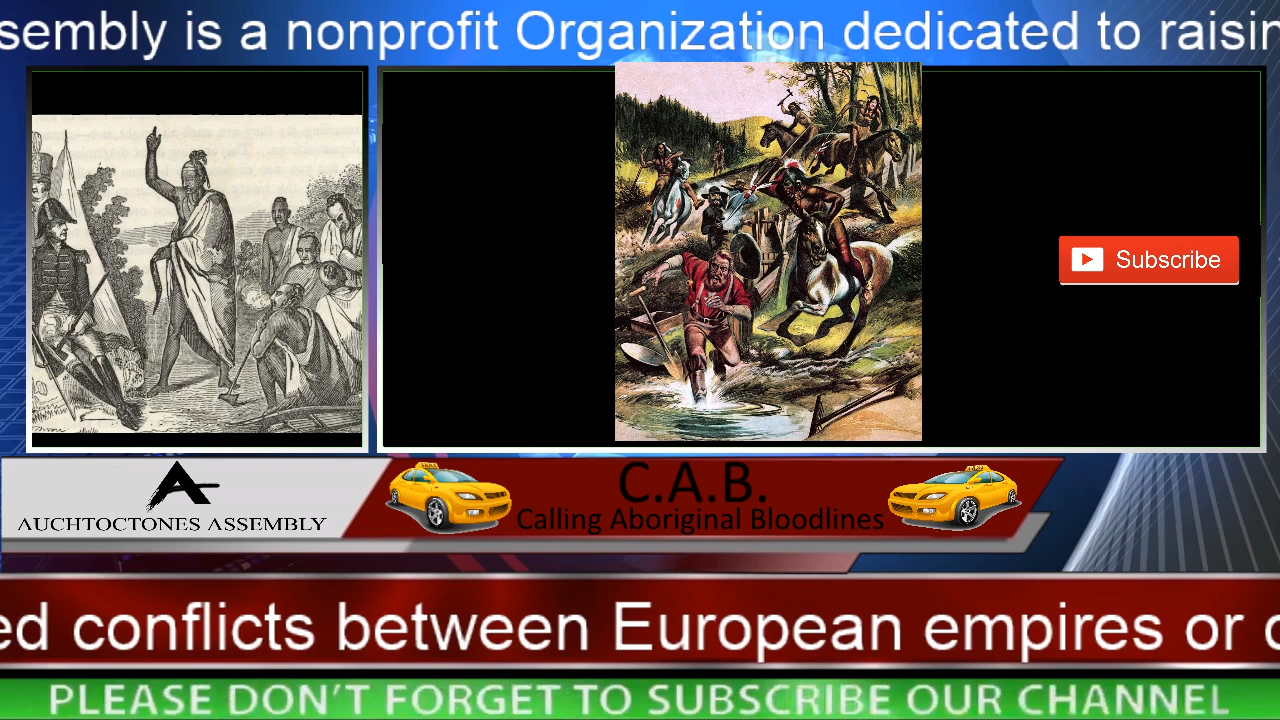 sembly is a nonprofit Organization dedicated to raisin
Subscribe
C.A.B.
Calling Aboriginal Bloodlines
AUCHTOCTONES ASSEMBLY
ed conflicts between European empires or c
PLEASE DON'T FORGET TO SUBSCRIBE OUR CHANNEL